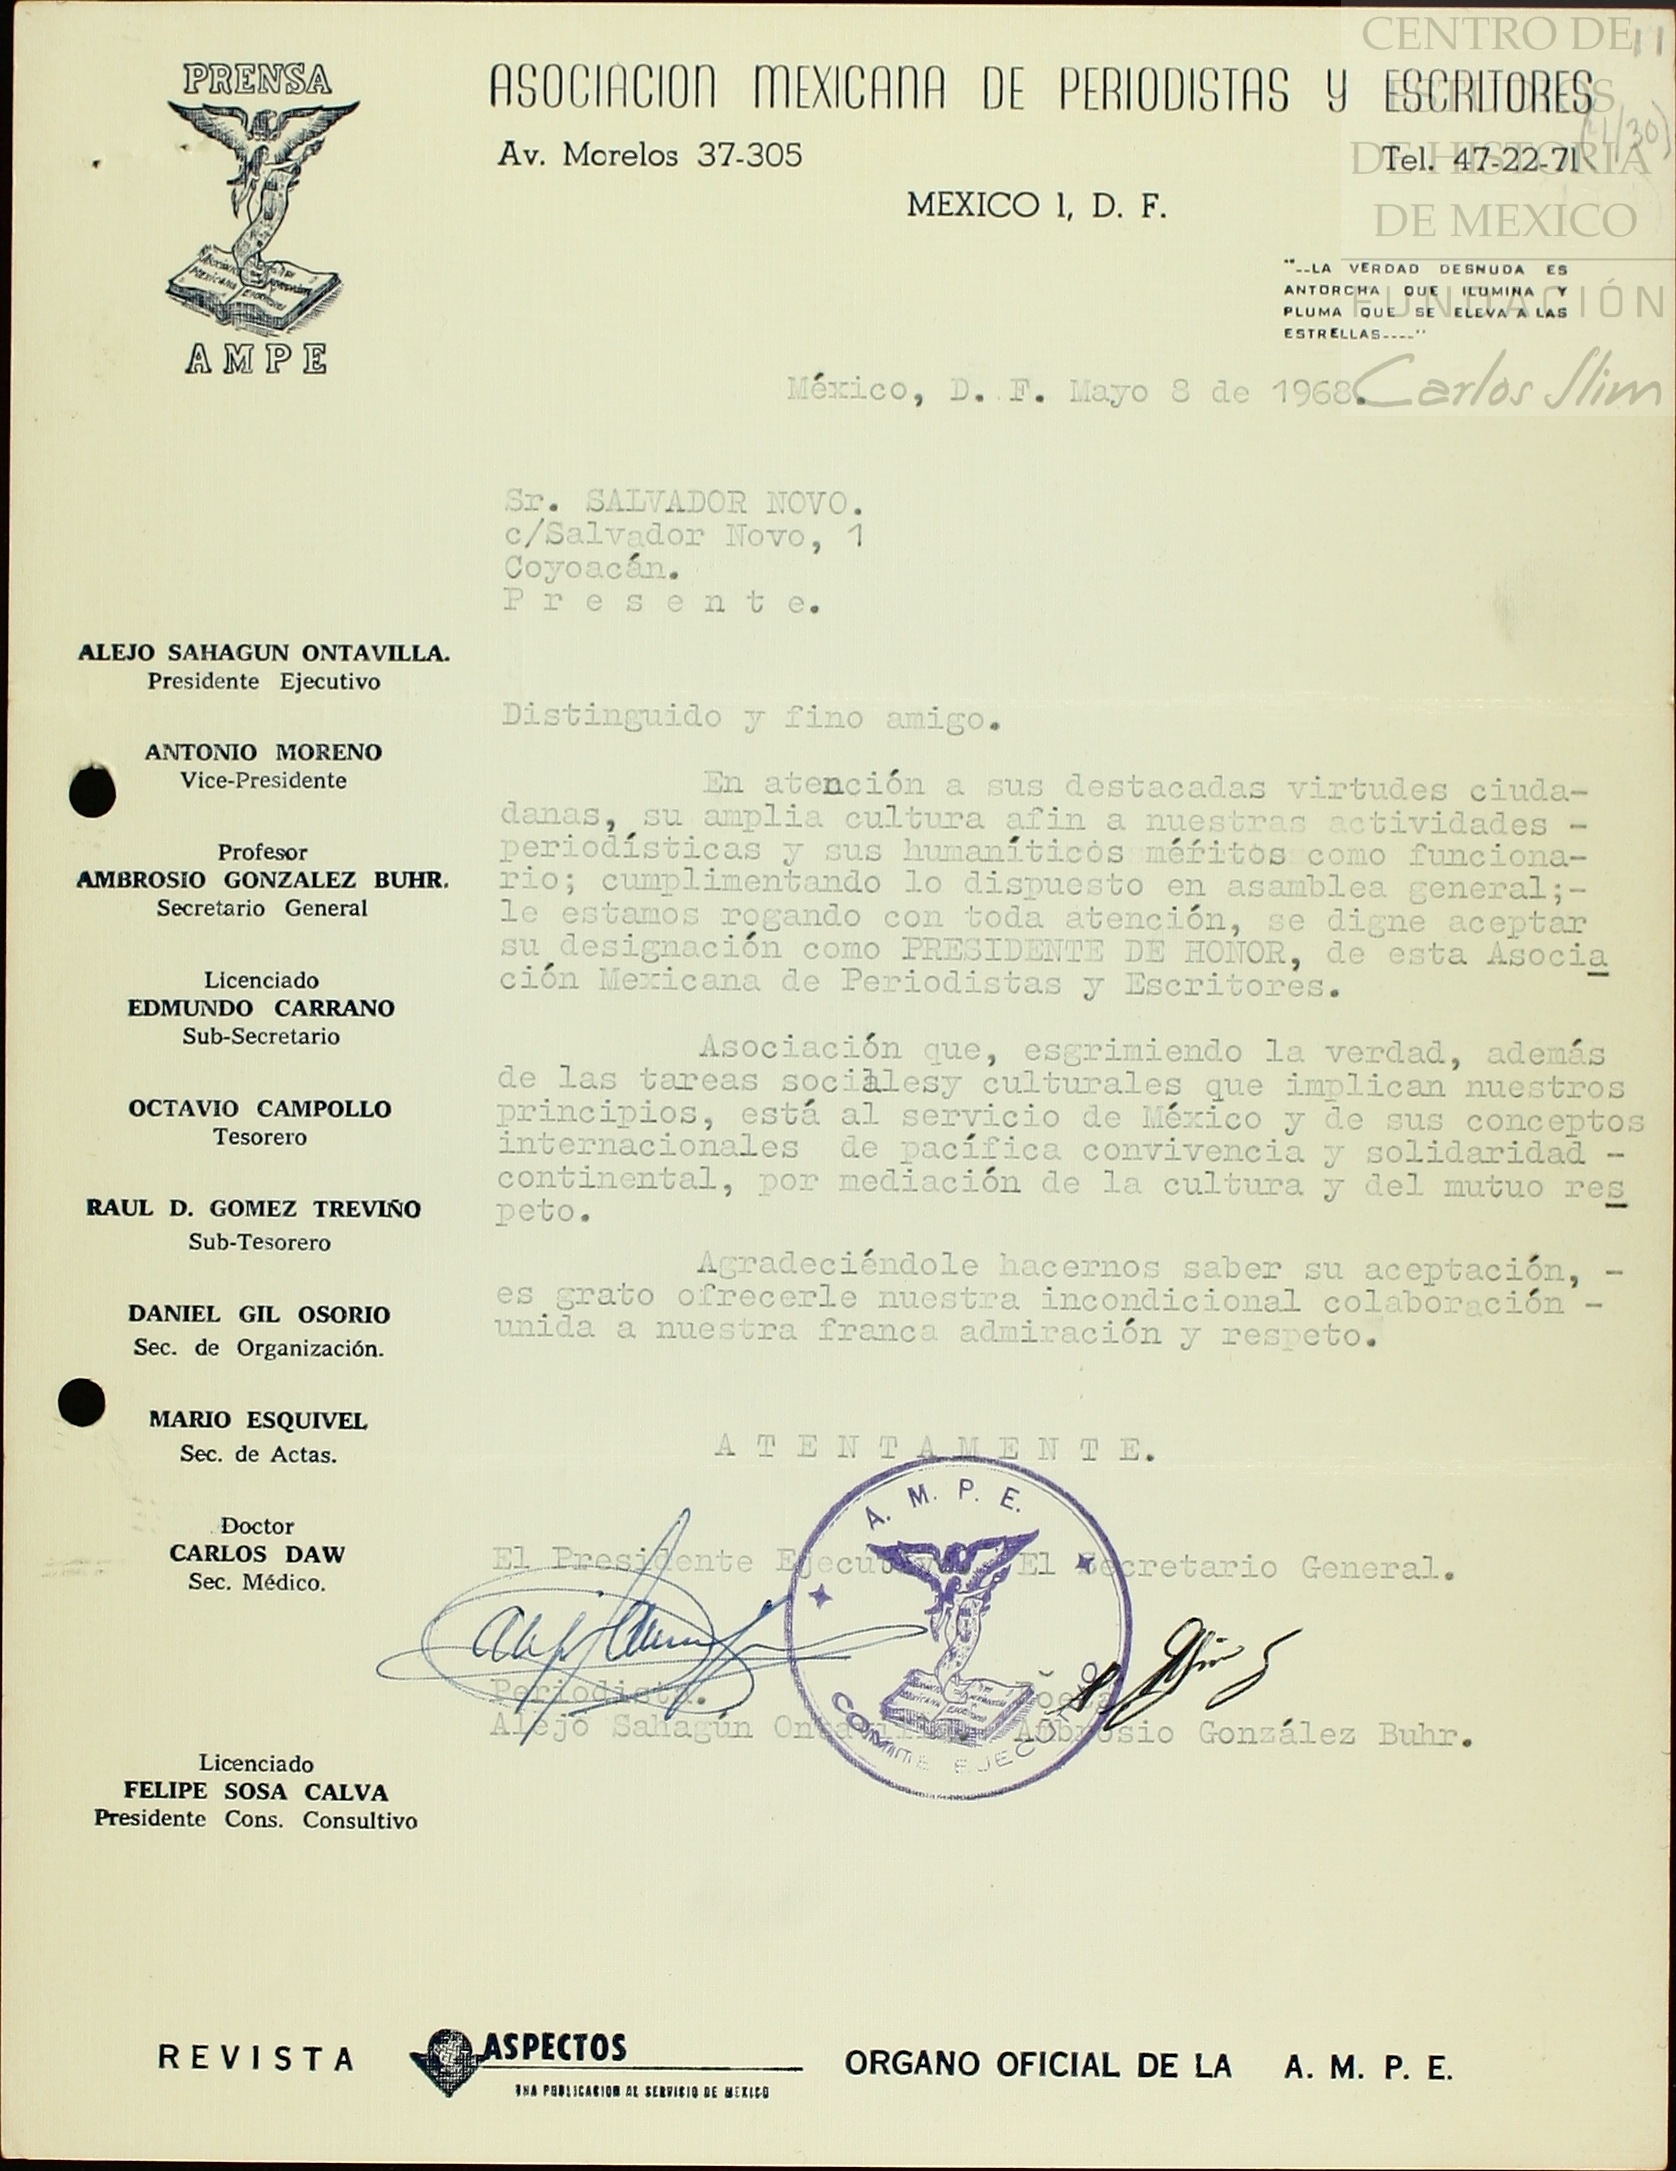 PRENSA
AMPE
ASOCIACION MEXICANA DE PERIODISTAS Y ESCRITORES
Av. Morelos 37-305
Tel. 47-22-71
MEXICO 1, D. F.
CENTRO DE
DE HISTORIA
DE MEXICO
FUNDACIÓN
Carlos Slim
11
"--LA VERDAD DESNUDA ES
ANTORCHA QUE ILUMINA Y
PLUMA QUE SE ELEVA A LAS
ESTRELLAS----"
México, D. F. Mayo 8 de 1968.
Sr. SALVADOR NOVO.
c/Salvador Novo, 1
Coyoacán.
P r e s e n t e.
Distinguido y fino amigo.
En atención a sus destacadas virtudes ciuda-
danas, su amplia cultura afin a nuestras actividades -
periodísticas y sus humaníticos méritos como funciona-
rio; cumplimentando lo dispuesto en asamblea general;-
le estamos rogando con toda atención, se digne aceptar
su designación como PRESIDENTE DE HONOR, de esta Asocia
ción Mexicana de Periodistas y Escritores.
Asociación que, esgrimiendo la verdad, además
de las tareas socialesy culturales que implican nuestros
principios, está al servicio de México y de sus conceptos
internacionales de pacífica convivencia y solidaridad -
continental, por mediación de la cultura y del mutuo res
peto.
Agradeciéndole hacernos saber su aceptación, -
es grato ofrecerle nuestra incondicional colaboración -
unida a nuestra franca admiración y respeto.
A T E N T A M E N T E.
El Presidente Ejecutivo El Secretario General.
Periodista.
Alejo Sahagún Ontavilla. Ambrosio González Buhr.
A. M. P. E.
COMITE EJECUTIVO
ALEJO SAHAGUN ONTAVILLA.
Presidente Ejecutivo
ANTONIO MORENO
Vice-Presidente
Profesor
AMBROSIO GONZALEZ BUHR.
Secretario General
Licenciado
EDMUNDO CARRANO
Sub-Secretario
OCTAVIO CAMPOLLO
Tesorero
RAUL D. GOMEZ TREVIÑO
Sub-Tesorero
DANIEL GIL OSORIO
Sec. de Organización.
MARIO ESQUIVEL
Sec. de Actas.
Doctor
CARLOS DAW
Sec. Médico.
Licenciado
FELIPE SOSA CALVA
Presidente Cons. Consultivo
REVISTA ASPECTOS ORGANO OFICIAL DE LA A. M. P. E.
UNA PUBLICACION AL SERVICIO DE MEXICO